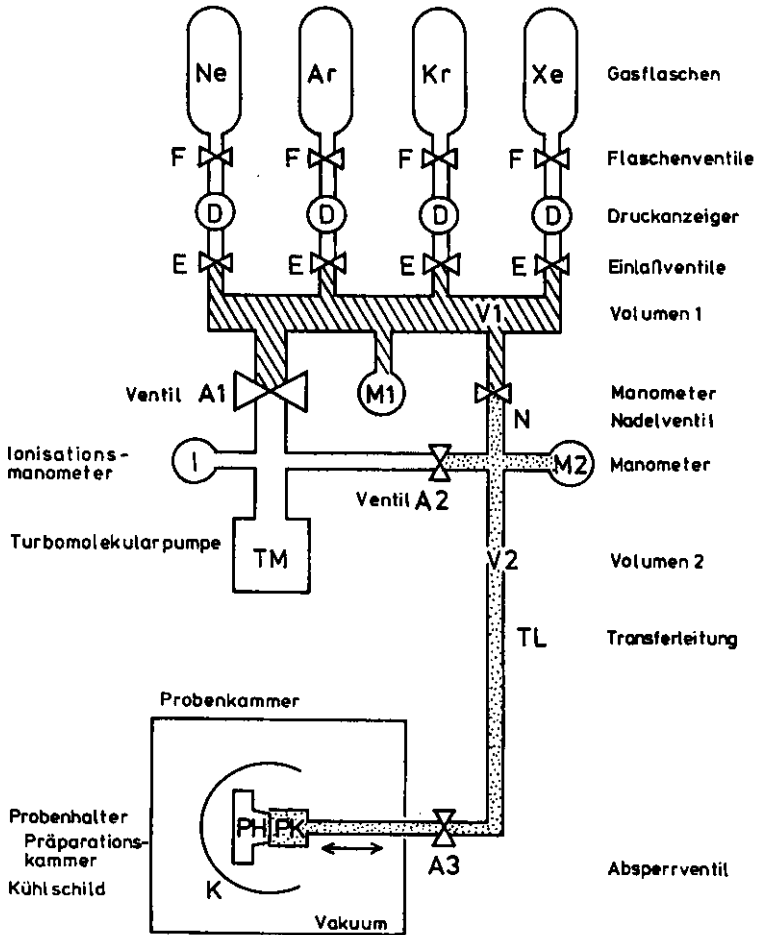 Ne Ar Kr Xe Gasflaschen
F F F F Flaschenventile
D D D D Druckanzeiger
E E E E Einlaßventile
V1 Volumen 1
Ventil A1 M1 Manometer
N Nadelventil
Ionisations-
manometer
I M2 Manometer
Ventil A2
Turbomolekularpumpe TM V2 Volumen 2
TL Transferleitung
Probenkammer
Probenhalter PH PK
Präparations-
kammer
A3 Absperrventil
Kühlschild K
Vakuum